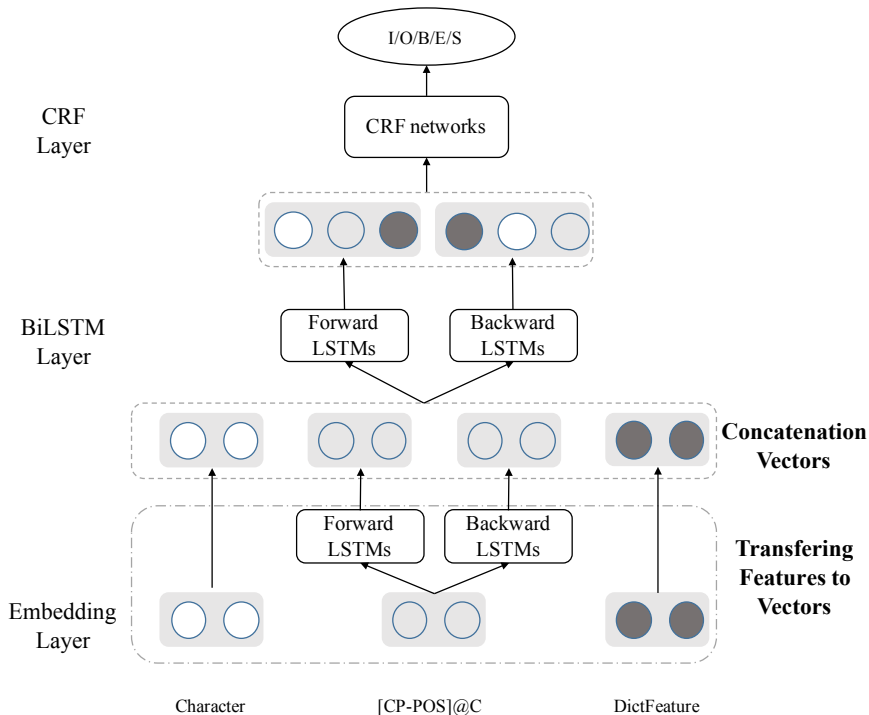 I/O/B/E/S
CRF
Layer
CRF networks
BiLSTM
Layer
Forward
LSTMs
Backward
LSTMs
Concatenation
Vectors
Forward
LSTMs
Backward
LSTMs
Transfering
Features to
Vectors
Embedding
Layer
Character
[CP-POS]@C
DictFeature